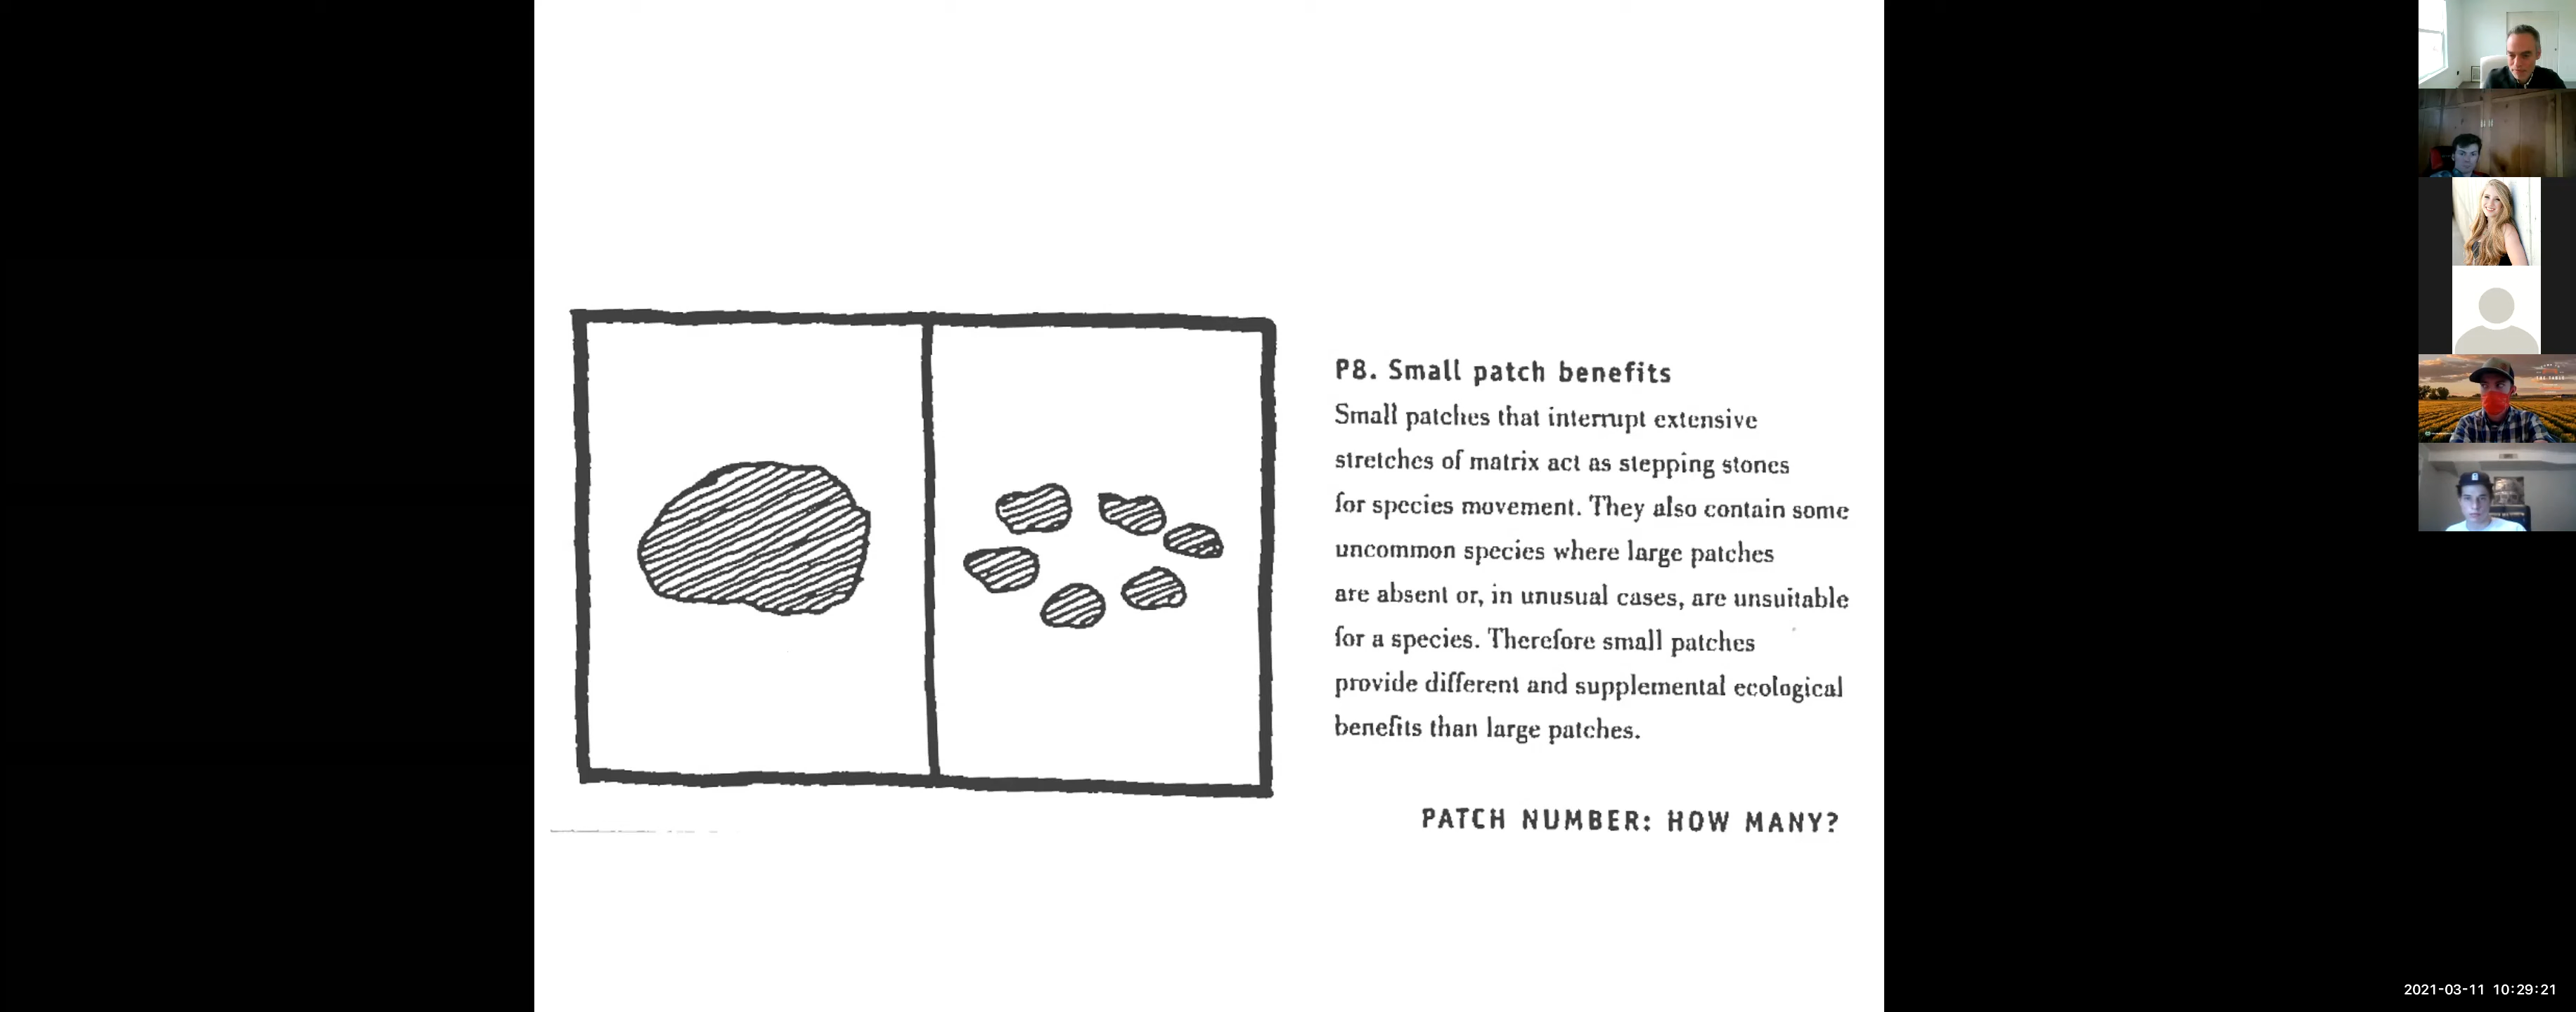 P8. Small patch benefits
Small patches that interrupt extensive
stretches of matrix act as stepping stones
for species movement. They also contain some
uncommon species where large patches
are absent or, in unusual cases, are unsuitable
for a species. Therefore small patches
provide different and supplemental ecological
benefits than large patches.
PATCH NUMBER: HOW MANY?
2021-03-11 10:29:21